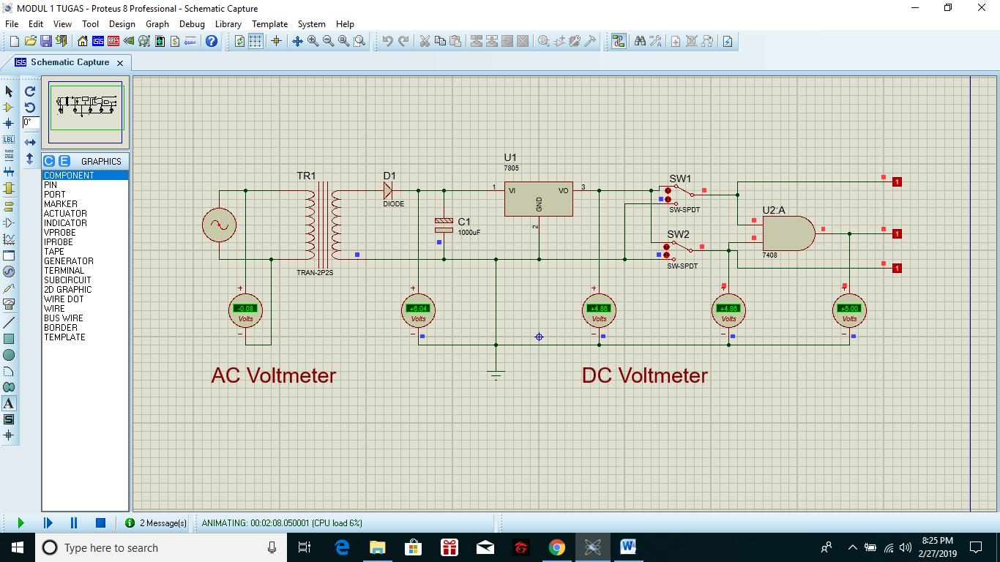 MODUL 1 TUGAS - Proteus 8 Professional - Schematic Capture
File Edit View Tool Design Graph Debug Library Template System Help
Schematic Capture
0°
LBL
C E GRAPHICS
COMPONENT
PIN
PORT
MARKER
ACTUATOR
INDICATOR
VPROBE
IPROBE
TAPE
GENERATOR
TERMINAL
SUBCIRCUIT
2D GRAPHIC
WIRE DOT
WIRE
BUS WIRE
BORDER
TEMPLATE
A
S
TR1
TRAN-2P2S
D1
DIODE
C1
1000uF
U1
7805
1
VI
VO
3
GND
2
SW1
SW-SPDT
SW2
SW-SPDT
U2:A
7408
1
1
1
+
-0.08
Volts
−
+
+6.04
Volts
−
+
+4.86
Volts
−
+
+4.86
Volts
−
+
+5.00
Volts
−
AC Voltmeter
DC Voltmeter
2 Message(s)
ANIMATING: 00:02:08.050001 (CPU load 6%)
Type here to search
8:25 PM
2/27/2019